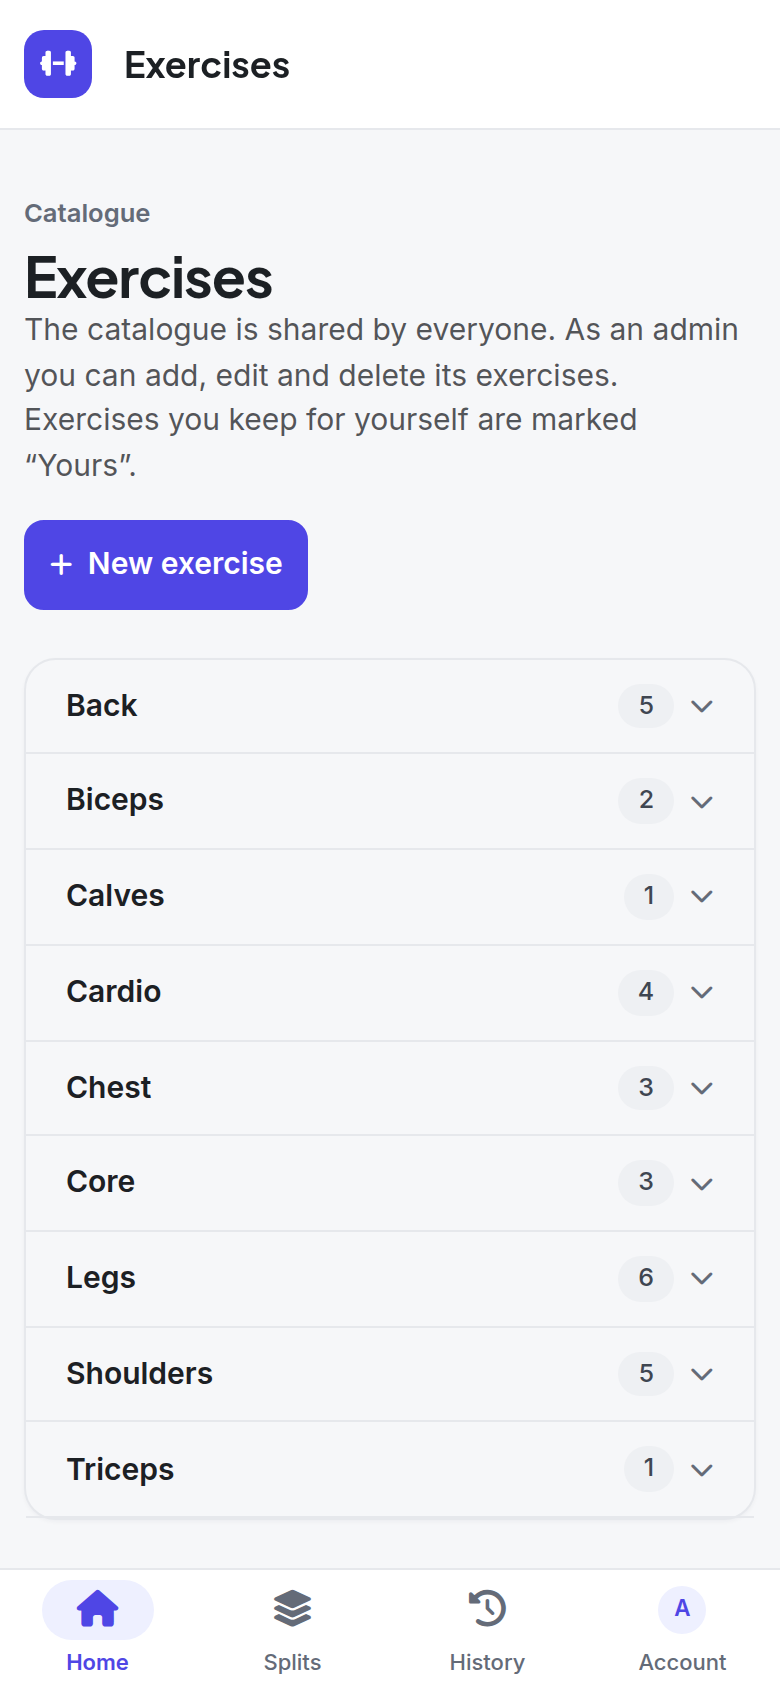 Exercises
Catalogue
Exercises
The catalogue is shared by everyone. As an admin
you can add, edit and delete its exercises.
Exercises you keep for yourself are marked
“Yours”.
+ New exercise
Back 5
Biceps 2
Calves 1
Cardio 4
Chest 3
Core 3
Legs 6
Shoulders 5
Triceps 1
A
Home Splits History Account